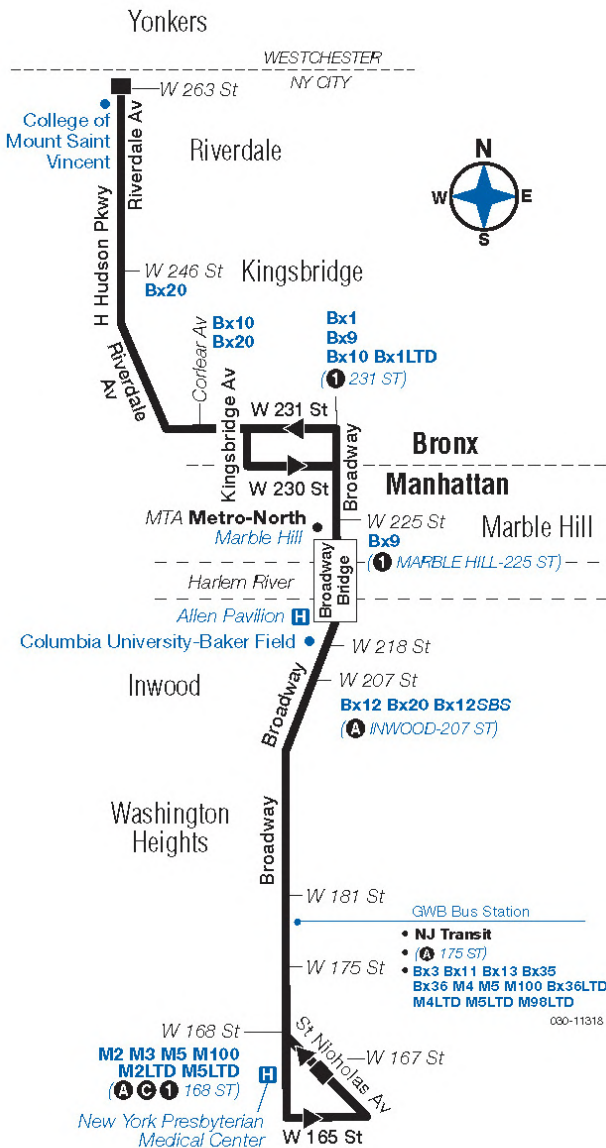 Yonkers
WESTCHESTER
NY CITY
W 263 St
College of
Mount Saint
Vincent
Riverdale Av
Riverdale
N
W E
S
H Hudson Pkwy
W 246 St
Bx20
Kingsbridge
Riverdale
Av
Corlear Av
Bx10
Bx20
Bx1
Bx9
Bx10 Bx1LTD
(1 231 ST)
Kingsbridge Av
W 231 St
W 230 St
Broadway
Bronx
Manhattan
MTA Metro-North
Marble Hill
W 225 St
Bx9
(1 MARBLE HILL-225 ST)
Marble Hill
Harlem River
Broadway
Bridge
Allen Pavilion H
Columbia University-Baker Field
W 218 St
Inwood
W 207 St
Bx12 Bx20 Bx12SBS
(A INWOOD-207 ST)
Broadway
Washington
Heights
Broadway
W 181 St
GWB Bus Station
• NJ Transit
• (A 175 ST)
• Bx3 Bx11 Bx13 Bx35
Bx36 M4 M5 M100 Bx36LTD
M4LTD M5LTD M98LTD
030-11318
W 175 St
W 168 St
M2 M3 M5 M100
M2LTD M5LTD
(A C 1 168 ST)
St Nicholas Av
W 167 St
H
New York Presbyterian
Medical Center
W 165 St